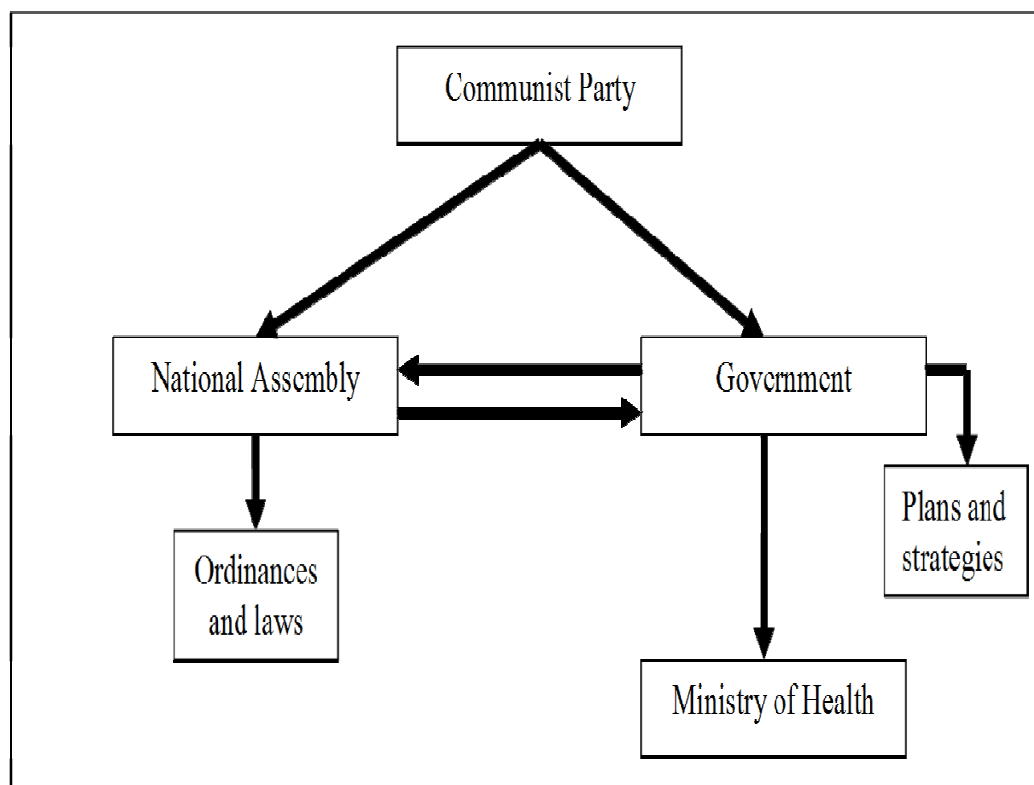 Communist Party
National Assembly
Government
Plans and
strategies
Ordinances
and laws
Ministry of Health